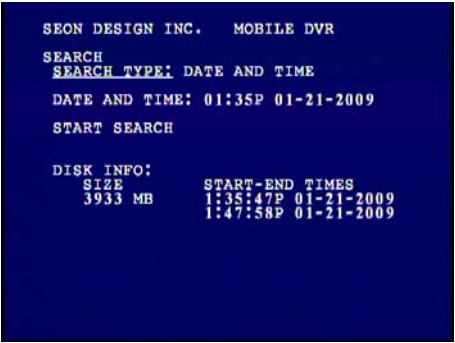 SEON DESIGN INC. MOBILE DVR
SEARCH
SEARCH TYPE: DATE AND TIME
DATE AND TIME: 01:35P 01-21-2009
START SEARCH
DISK INFO:
SIZE START-END TIMES
3933 MB 1:35:47P 01-21-2009
1:47:58P 01-21-2009